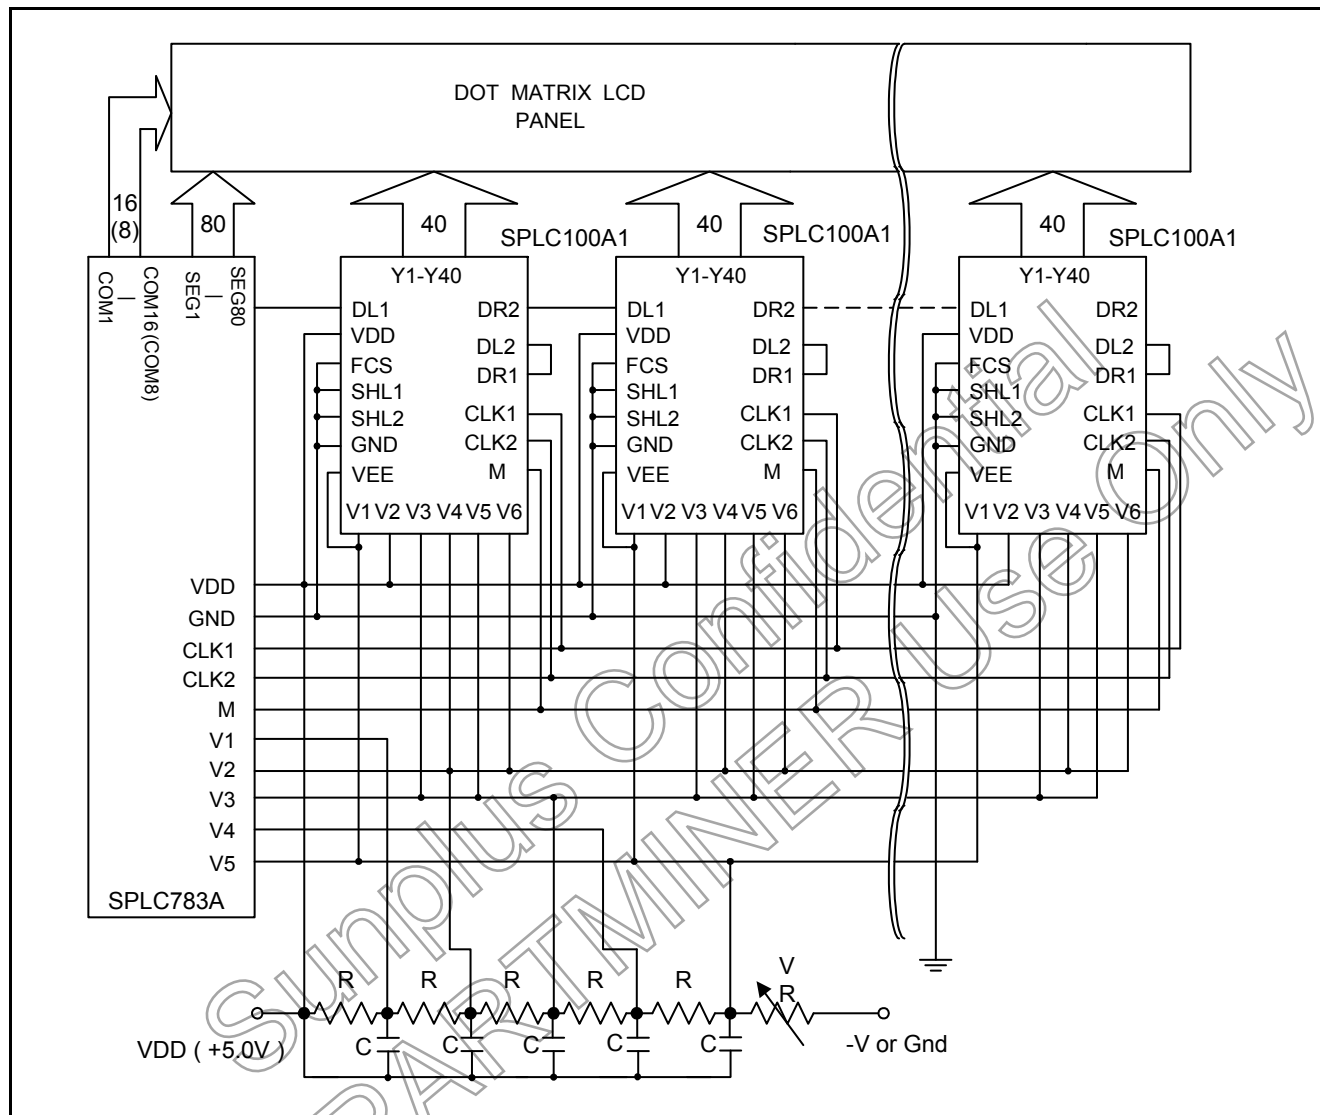 DOT MATRIX LCD
PANEL
16
(8)
80
40
SPLC100A1
40
SPLC100A1
40
SPLC100A1
COM1
|
COM16 (COM8)
SEG1
|
SEG80
Y1-Y40
DL1
DR2
VDD
DL2
FCS
DR1
SHL1
SHL2
CLK1
GND
CLK2
VEE
M
V1 V2 V3 V4 V5 V6
Y1-Y40
DL1
DR2
VDD
DL2
FCS
DR1
SHL1
SHL2
CLK1
GND
CLK2
VEE
M
V1 V2 V3 V4 V5 V6
Y1-Y40
DL1
DR2
VDD
DL2
FCS
DR1
SHL1
SHL2
CLK1
GND
CLK2
VEE
M
V1 V2 V3 V4 V5 V6
VDD
GND
CLK1
CLK2
M
V1
V2
V3
V4
V5
SPLC783A
R
R
R
R
R
V
R
C
C
C
C
C
VDD ( +5.0V )
-V or Gnd
Sunplus Confidential
PARTMINER Use Only